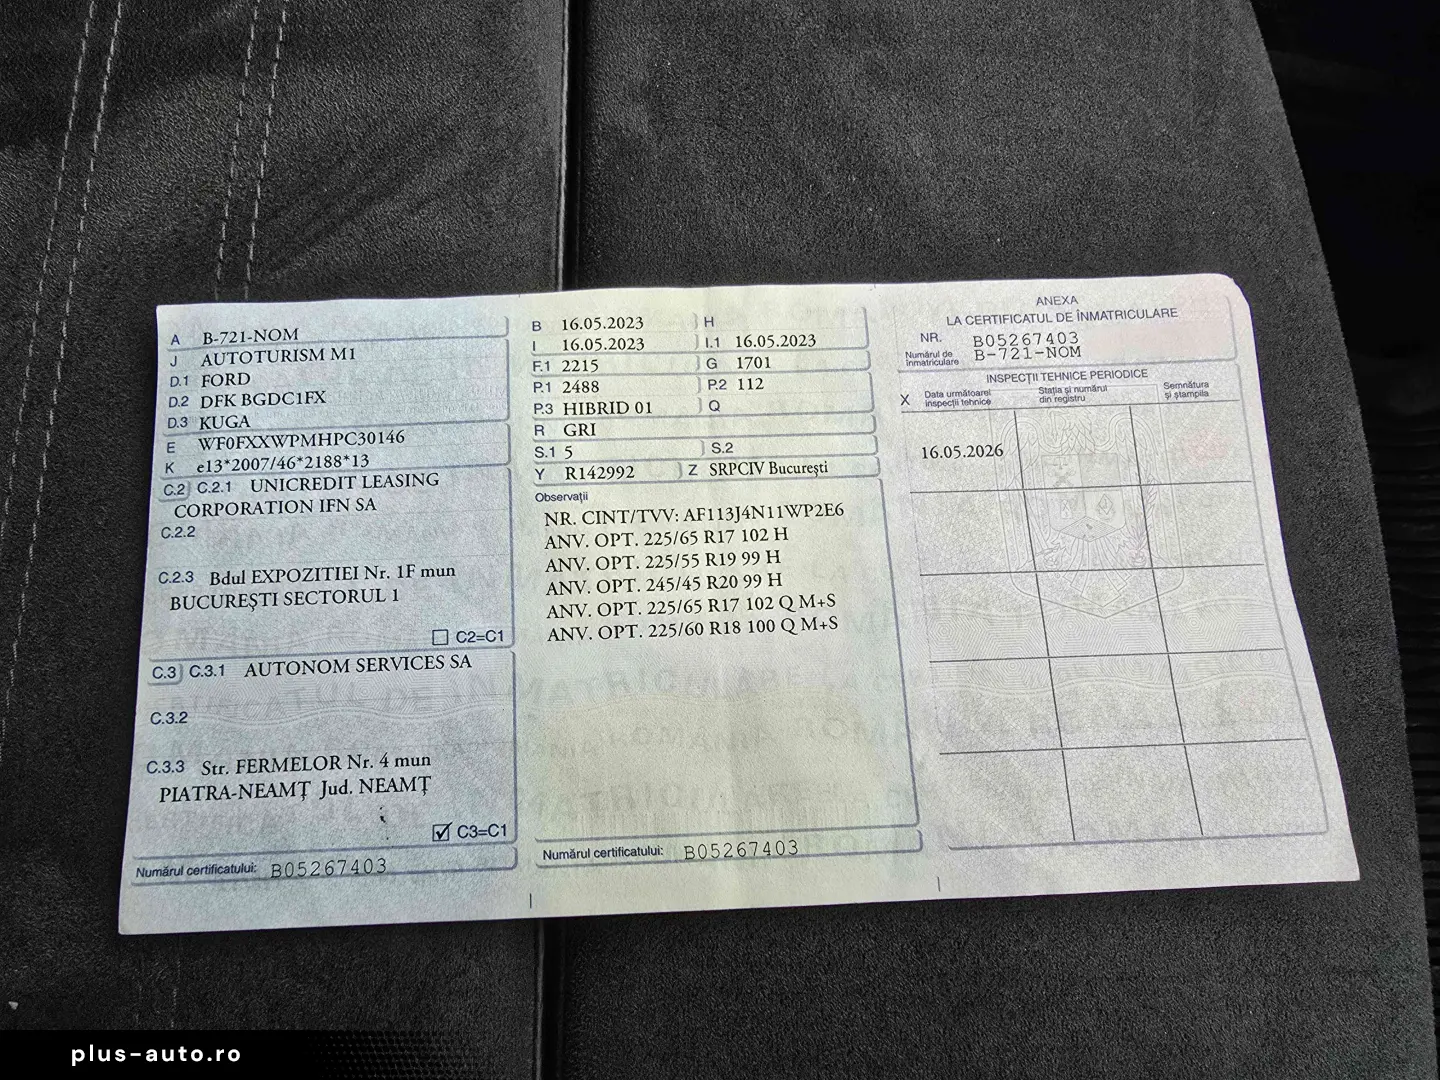 A B-721-NOM
J AUTOTURISM M1
D.1 FORD
D.2 DFK BGDC1FX
D.3 KUGA
E WF0FXXWPMHPC30146
K e13*2007/46*2188*13
C.2 C.2.1 UNICREDIT LEASING
CORPORATION IFN SA
C.2.2
C.2.3 Bdul EXPOZITIEI Nr. 1F mun
BUCUREŞTI SECTORUL 1
C2=C1
C.3 C.3.1 AUTONOM SERVICES SA
C.3.2
C.3.3 Str. FERMELOR Nr. 4 mun
PIATRA-NEAMŢ Jud. NEAMŢ
C3=C1
Numărul certificatului: B05267403
B 16.05.2023 H
I 16.05.2023 I.1 16.05.2023
F.1 2215 G 1701
P.1 2488 P.2 112
P.3 HIBRID 01 Q
R GRI
S.1 5 S.2
Y R142992 Z SRPCIV Bucureşti
Observaţii
NR. CINT/TVV: AF113J4N11WP2E6
ANV. OPT. 225/65 R17 102 H
ANV. OPT. 225/55 R19 99 H
ANV. OPT. 245/45 R20 99 H
ANV. OPT. 225/65 R17 102 Q M+S
ANV. OPT. 225/60 R18 100 Q M+S
Numărul certificatului: B05267403
ANEXA
LA CERTIFICATUL DE ÎNMATRICULARE
NR. B05267403
Numărul de
înmatriculare B-721-NOM
INSPECŢII TEHNICE PERIODICE
X Data următoarei
inspecţii tehnice
Staţia şi numărul
din registru
Semnătura
şi ştampila
16.05.2026
plus-auto.ro